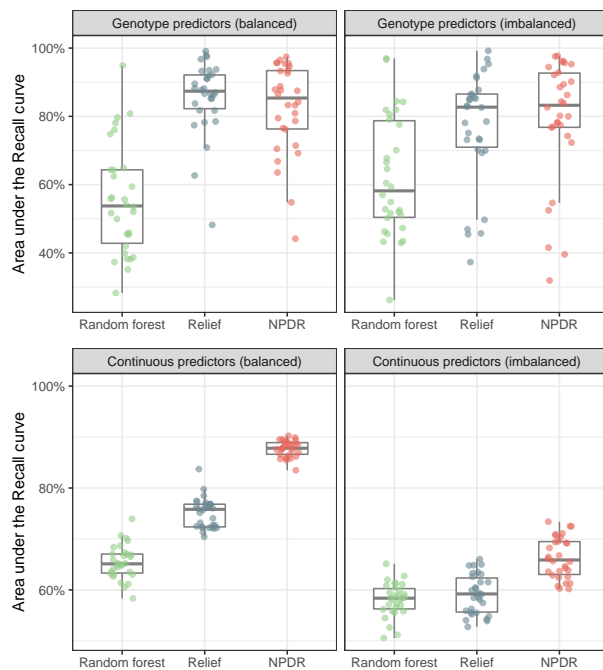 Genotype predictors (balanced) Genotype predictors (imbalanced)
100%
80%
60%
40%
Area under the Recall curve
Random forest Relief NPDR Random forest Relief NPDR
Continuous predictors (balanced) Continuous predictors (imbalanced)
100%
80%
60%
Area under the Recall curve
Random forest Relief NPDR Random forest Relief NPDR